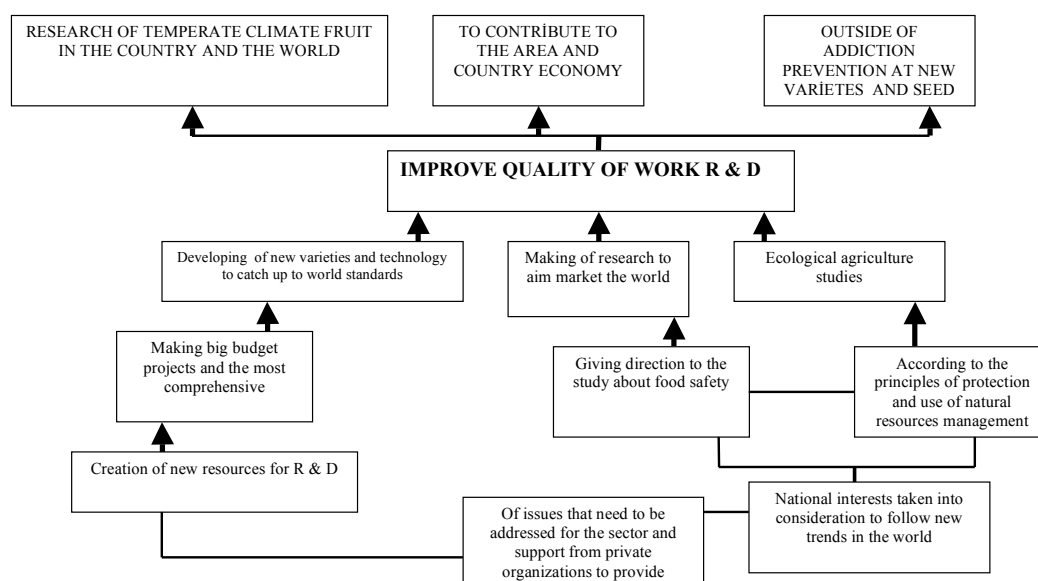 RESEARCH OF TEMPERATE CLIMATE FRUIT
IN THE COUNTRY AND THE WORLD
TO CONTRİBUTE TO
THE AREA AND
COUNTRY ECONOMY
OUTSIDE OF
ADDICTION
PREVENTION AT NEW
VARİETES AND SEED
IMPROVE QUALITY OF WORK R & D
Developing of new varieties and technology
to catch up to world standards
Making of research to
aim market the world
Ecological agriculture
studies
Making big budget
projects and the most
comprehensive
Giving direction to the
study about food safety
According to the
principles of protection
and use of natural
resources management
Creation of new resources for R & D
Of issues that need to be
addressed for the sector and
support from private
organizations to provide
National interests taken into
consideration to follow new
trends in the world